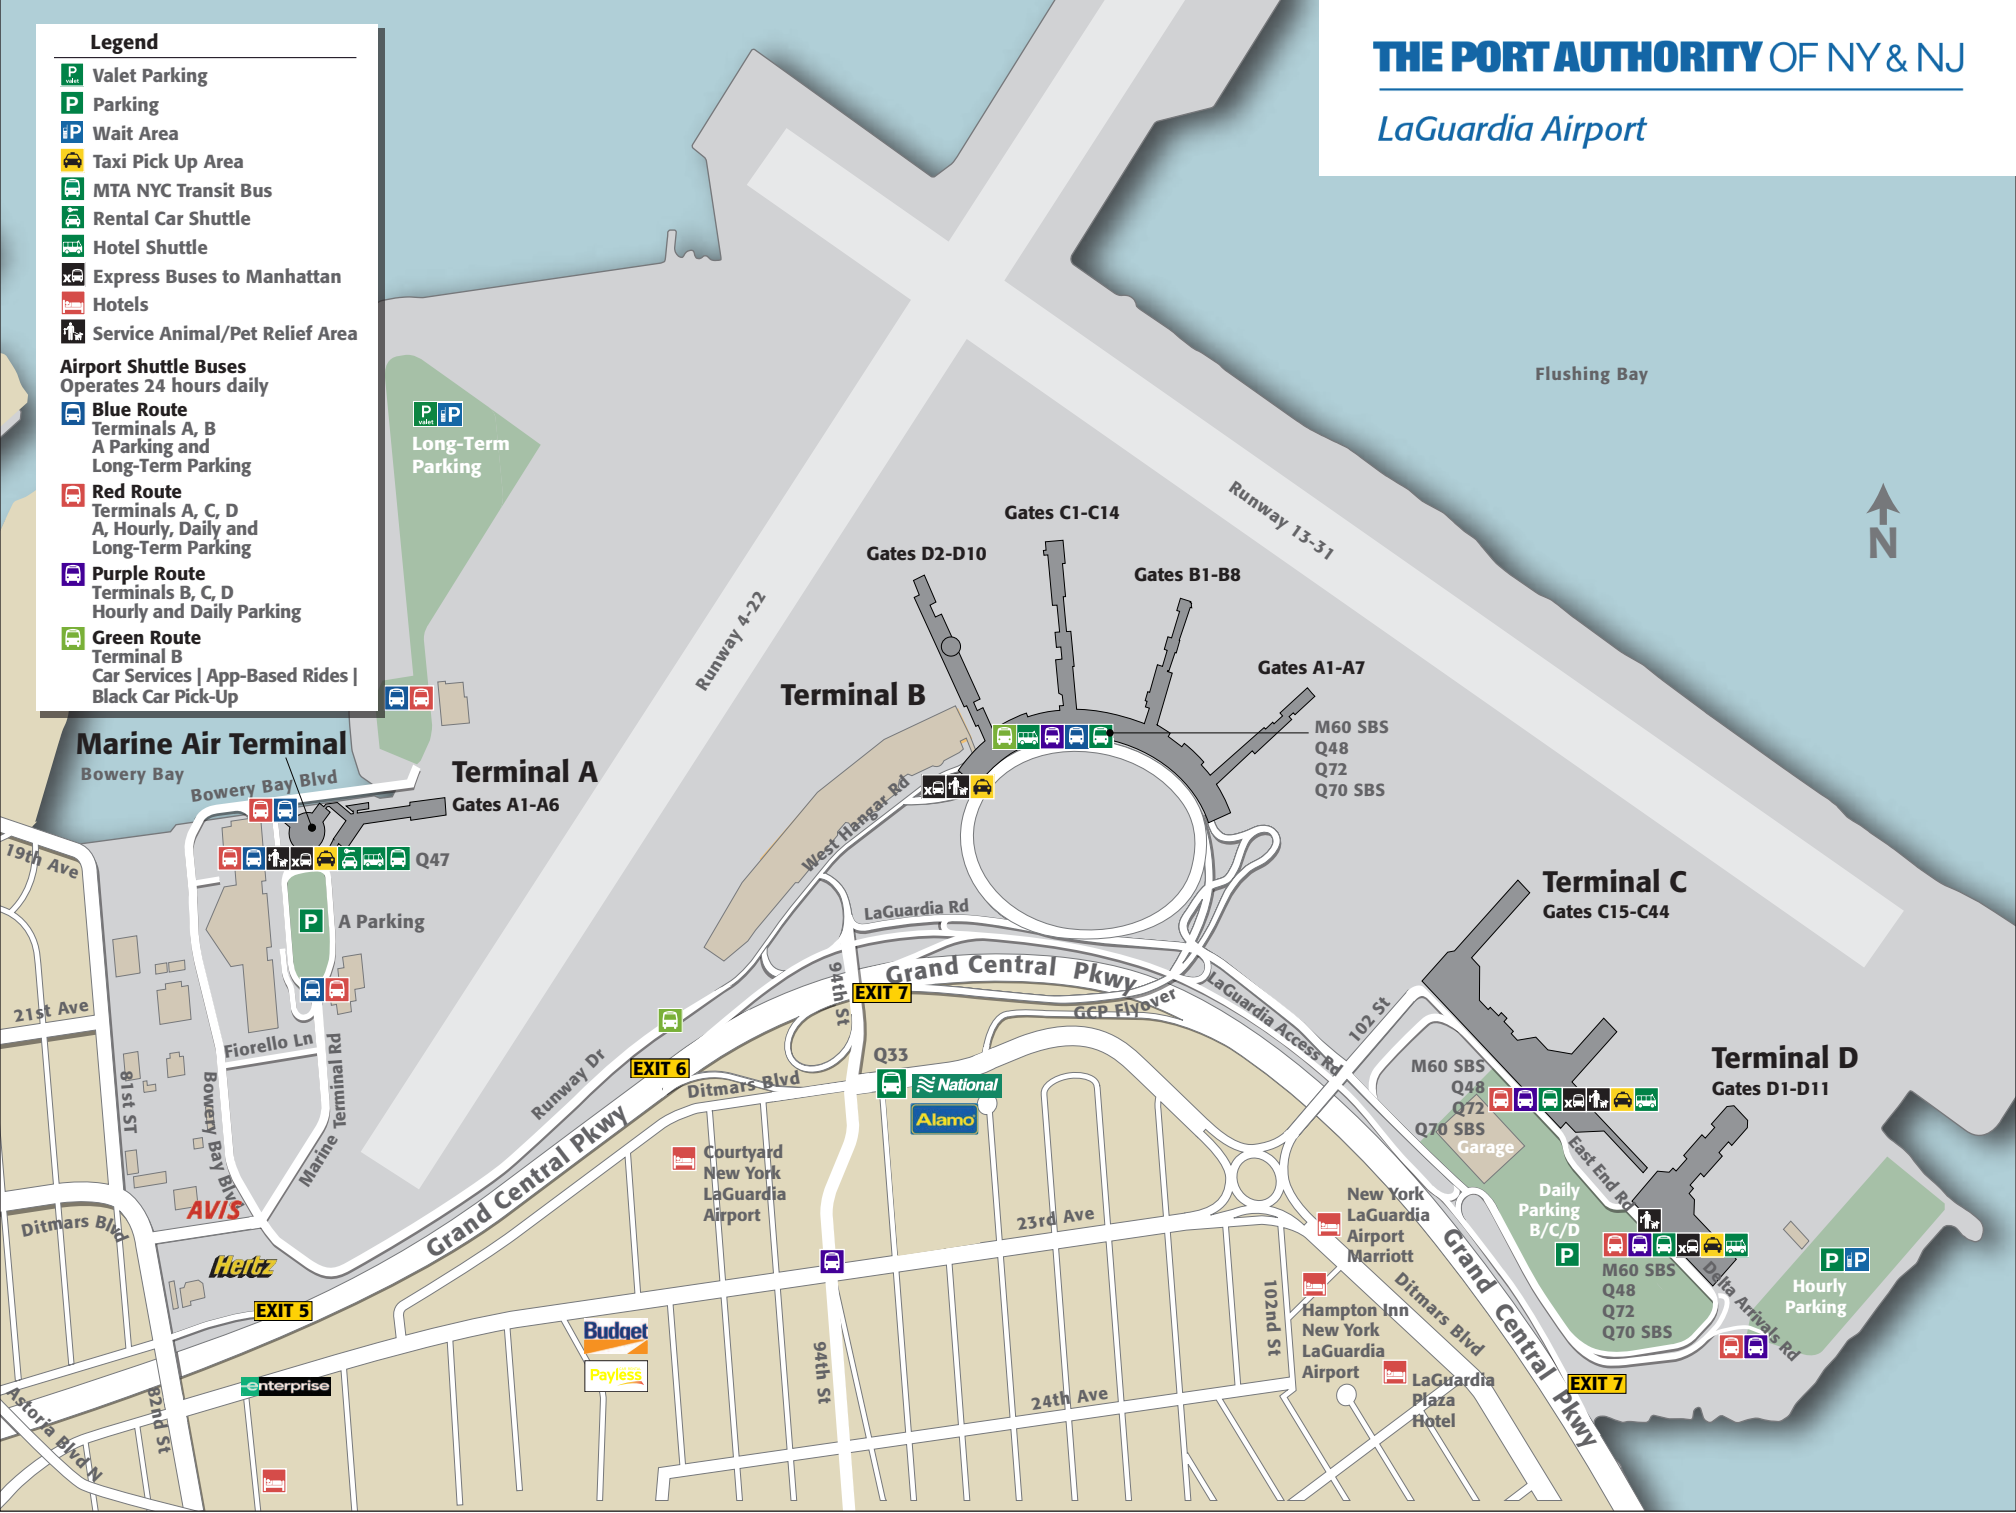 Legend
P
valet
Valet Parking
P
Parking
P
Wait Area
Taxi Pick Up Area
MTA NYC Transit Bus
Rental Car Shuttle
Hotel Shuttle
x
Express Buses to Manhattan
Hotels
Service Animal/Pet Relief Area
Airport Shuttle Buses
Operates 24 hours daily
Blue Route
Terminals A, B
A Parking and
Long-Term Parking
Red Route
Terminals A, C, D
A, Hourly, Daily and
Long-Term Parking
Purple Route
Terminals B, C, D
Hourly and Daily Parking
Green Route
Terminal B
Car Services | App-Based Rides |
Black Car Pick-Up
THE PORT AUTHORITY OF NY & NJ
LaGuardia Airport
Flushing Bay
N
P
valet
P
Long-Term
Parking
Runway 13-31
Runway 4-22
Gates C1-C14
Gates D2-D10
Gates B1-B8
Gates A1-A7
Terminal B
M60 SBS
Q48
Q72
Q70 SBS
x
West Hangar Rd
Marine Air Terminal
Bowery Bay
Bowery Bay Blvd
Terminal A
Gates A1-A6
x
Q47
P
A Parking
19th Ave
21st Ave
Fiorello Ln
Marine Terminal Rd
Bowery Bay Blvd
81st ST
AVIS
Ditmars Blvd
Hertz
EXIT 5
enterprise
82nd St
Astoria Blvd N
LaGuardia Rd
94th St
Grand Central Pkwy
EXIT 7
GCP Flyover
LaGuardia Access Rd
102 St
Runway Dr
EXIT 6
Grand Central Pkwy
Ditmars Blvd
Q33
National
Alamo
Courtyard
New York
LaGuardia
Airport
23rd Ave
Budget
Payless
94th St
24th Ave
102nd St
New York
LaGuardia
Airport
Marriott
Hampton Inn
New York
LaGuardia
Airport
LaGuardia
Plaza
Hotel
Ditmars Blvd
Grand Central Pkwy
EXIT 7
Terminal C
Gates C15-C44
M60 SBS
Q48
Q72
Q70 SBS
x
Garage
East End Rd
Terminal D
Gates D1-D11
Daily
Parking
B/C/D
P
x
M60 SBS
Q48
Q72
Q70 SBS
Delta Arrivals Rd
P
P
Hourly
Parking